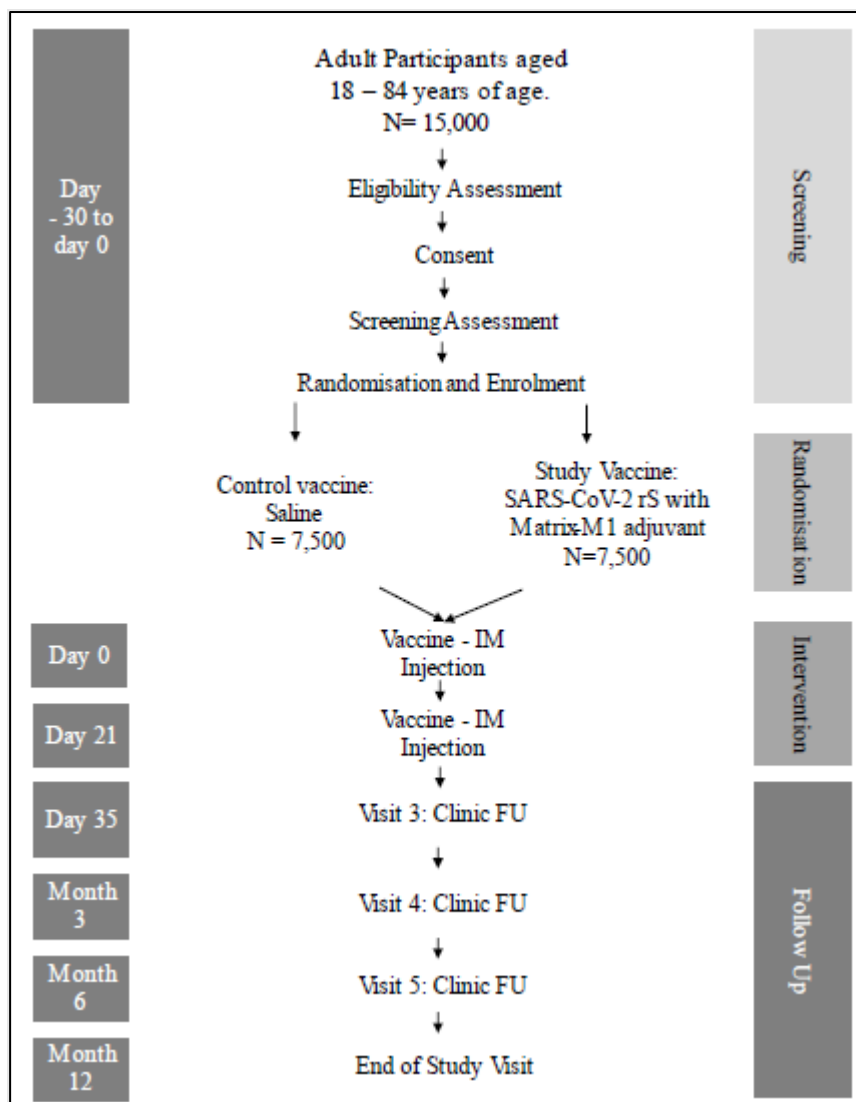 Adult Participants aged
18 – 84 years of age.
N= 15,000
Day
- 30 to
day 0
Eligibility Assessment
Consent
Screening Assessment
Randomisation and Enrolment
Screening
Control vaccine:
Saline
N = 7,500
Study Vaccine:
SARS-CoV-2 rS with
Matrix-M1 adjuvant
N=7,500
Randomisation
Day 0
Vaccine - IM
Injection
Day 21
Vaccine - IM
Injection
Intervention
Day 35
Visit 3: Clinic FU
Month
3
Visit 4: Clinic FU
Month
6
Visit 5: Clinic FU
Month
12
End of Study Visit
Follow Up